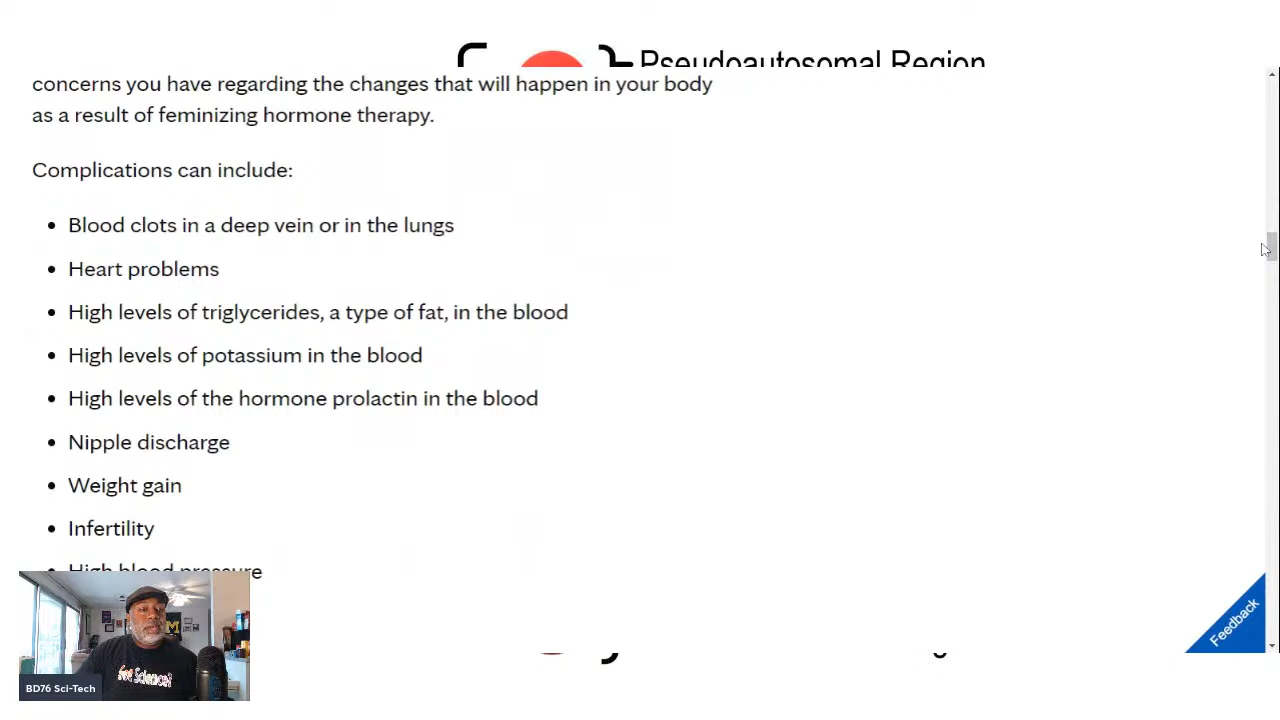 Pseudoautosomal Region
concerns you have regarding the changes that will happen in your body
as a result of feminizing hormone therapy.
Complications can include:
• Blood clots in a deep vein or in the lungs
• Heart problems
• High levels of triglycerides, a type of fat, in the blood
• High levels of potassium in the blood
• High levels of the hormone prolactin in the blood
• Nipple discharge
• Weight gain
• Infertility
• High blood pressure
Feedback
M
Got Science?
BD76 Sci-Tech